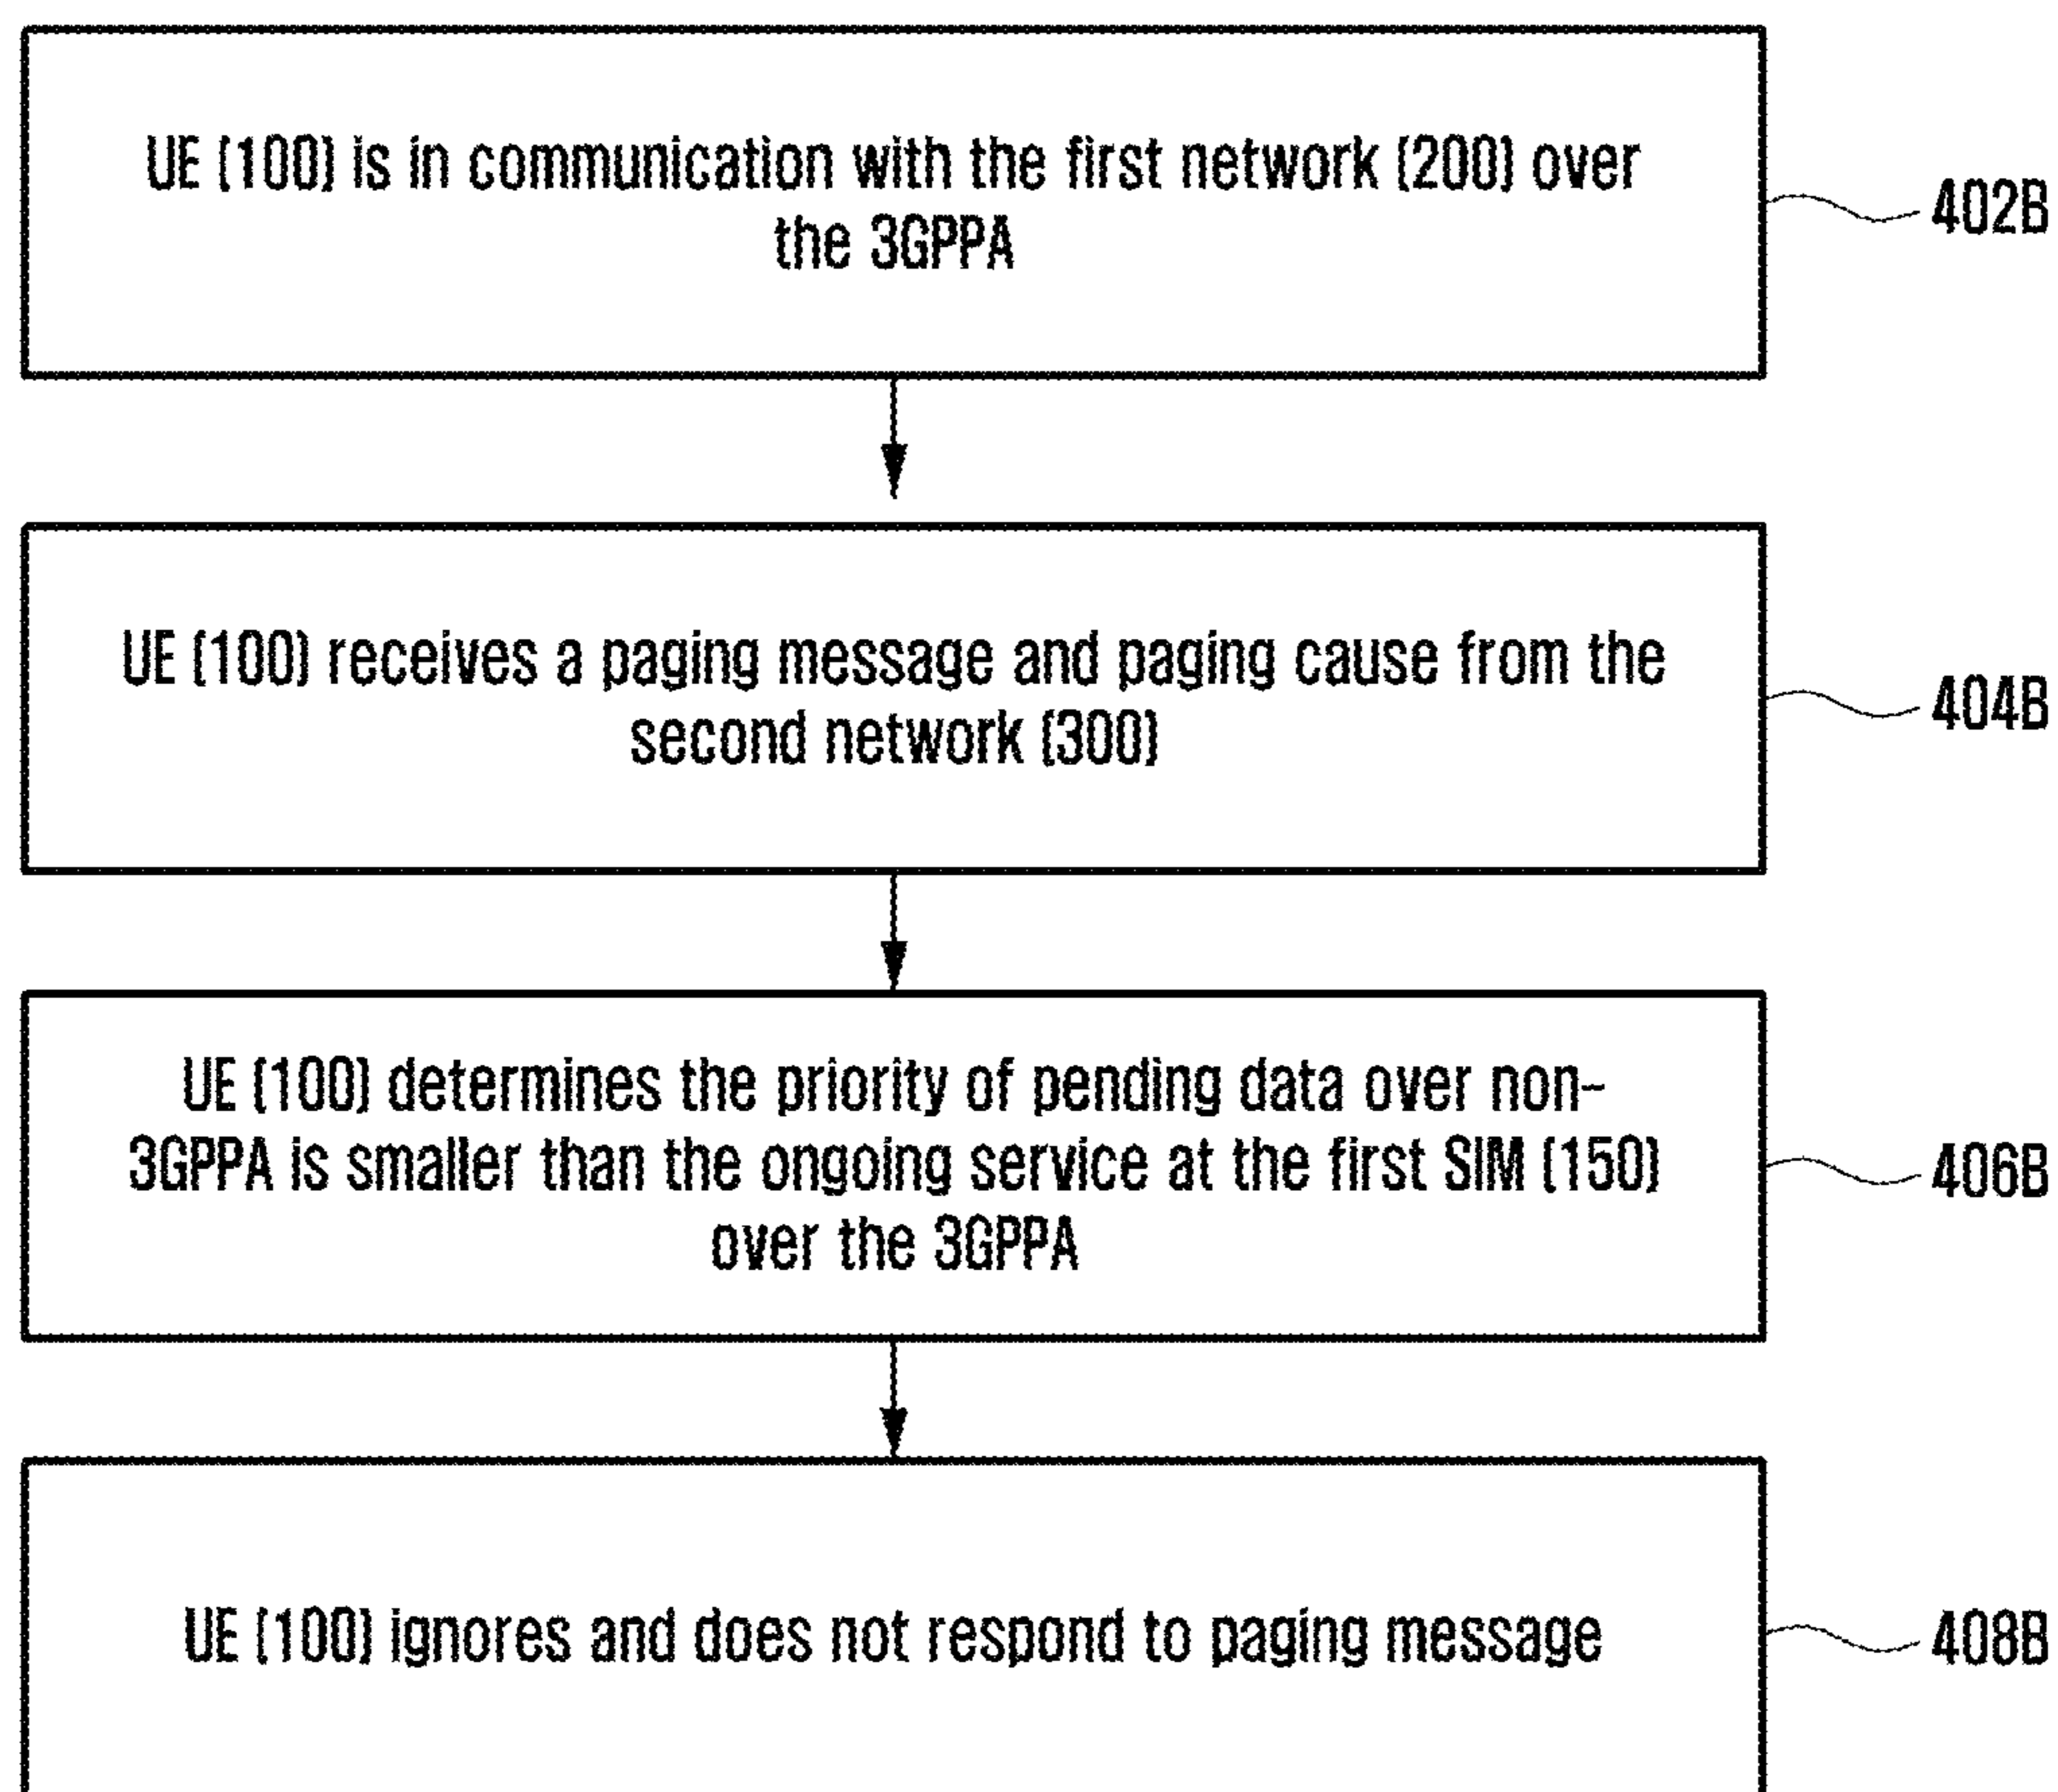 UE (100) is in communication with the first network (200) over
the 3GPPA
402B
UE (100) receives a paging message and paging cause from the
second network (300)
404B
UE (100) determines the priority of pending data over non-
3GPPA is smaller than the ongoing service at the first SIM (150)
over the 3GPPA
406B
UE (100) ignores and does not respond to paging message
408B